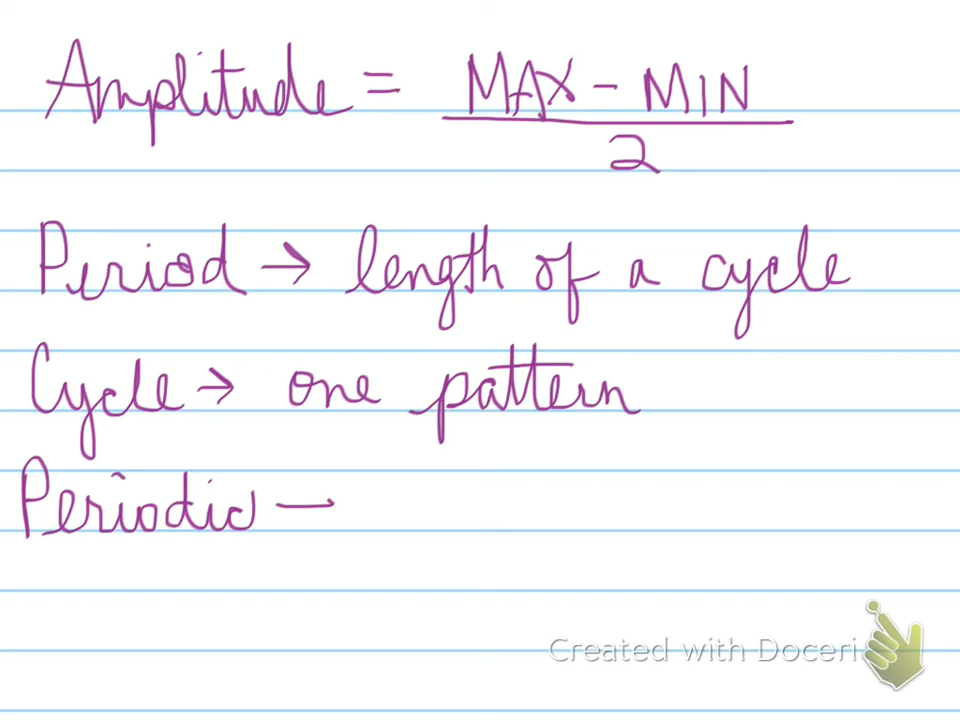 Amplitude = MAX - MIN
2
Period → length of a cycle
Cycle → one pattern
Periodic →
Created with Doceri